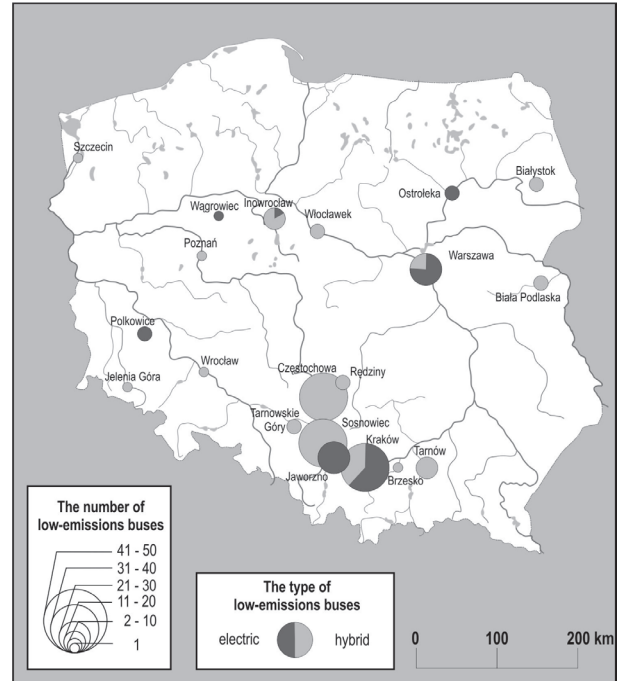 Szczecin
Białystok
Ostrołeka
Wągrowiec
Inowrocław
Włocławek
Poznań
Warszawa
Biała Podlaska
Polkowice
Wrocław
Częstochowa
Rędziny
Jelenia Góra
Tarnowskie
Góry
Sosnowiec
Kraków
Tarnów
Jaworzno
Brzesko
The number of
low-emissions buses
41 - 50
31 - 40
21 - 30
11 - 20
2 - 10
1
The type of
low-emissions buses
electric
hybrid
0 100 200 km